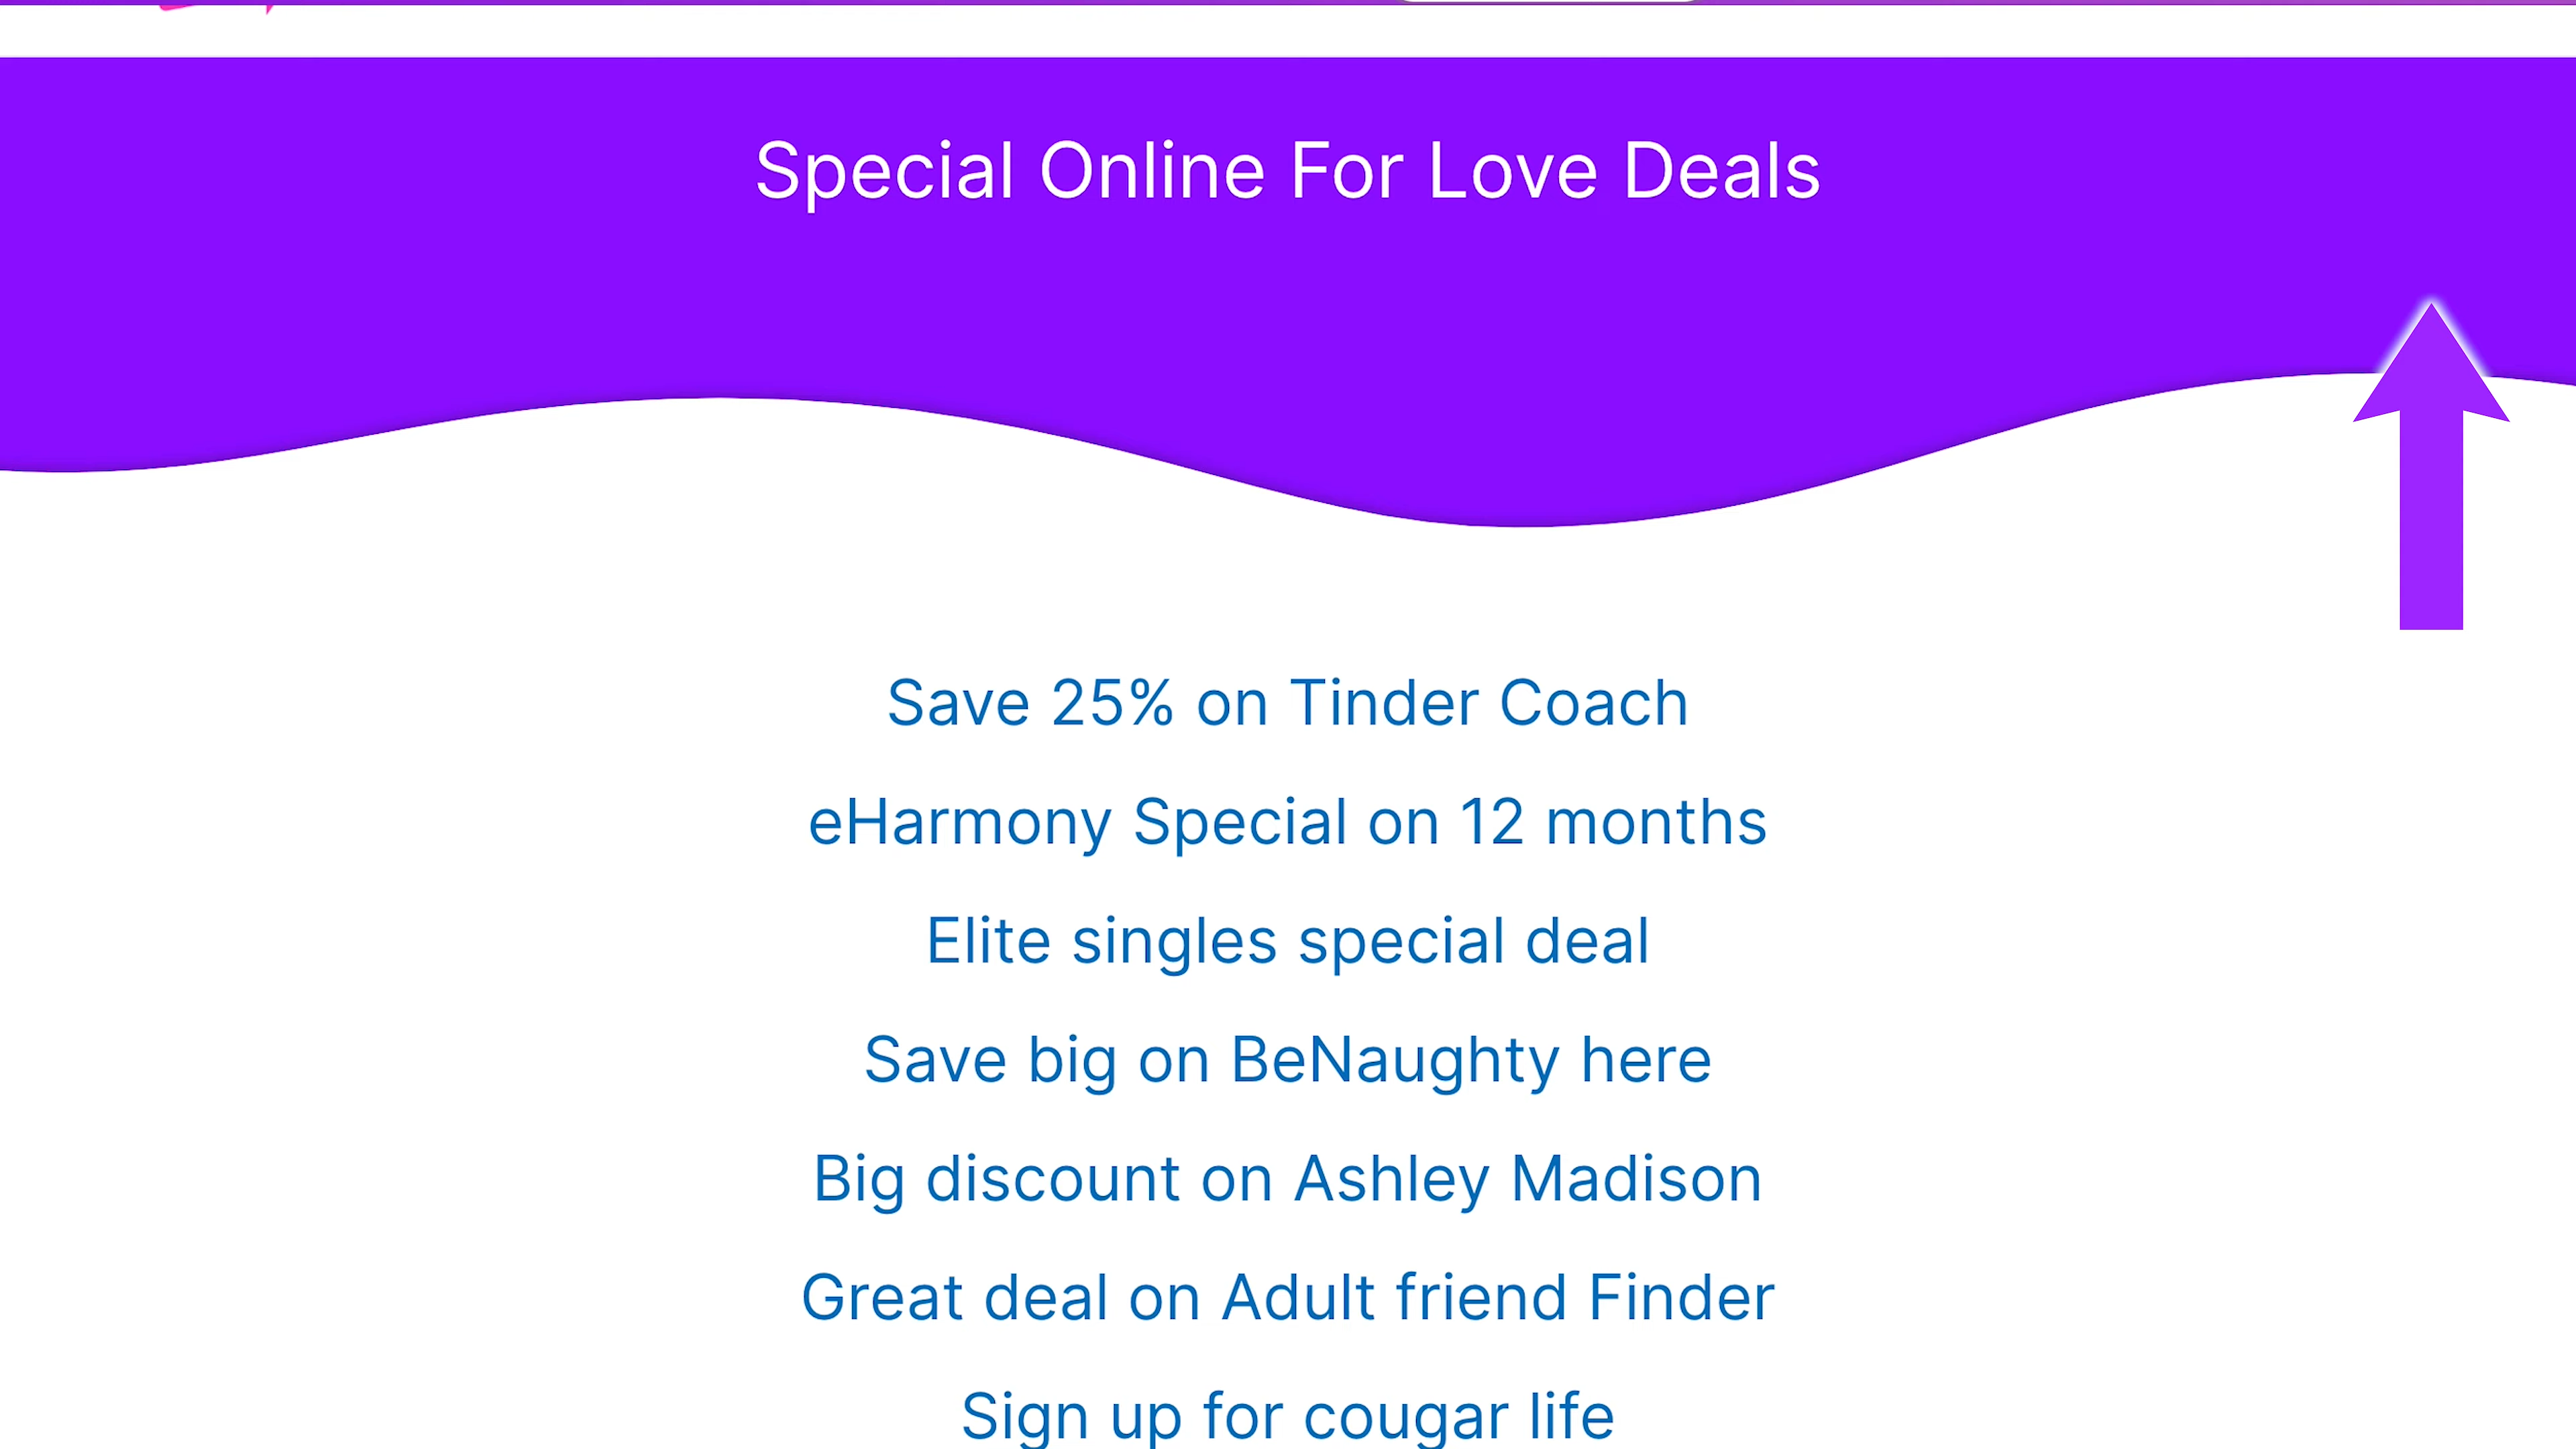 Special Online For Love Deals
Save 25% on Tinder Coach
eHarmony Special on 12 months
Elite singles special deal
Save big on BeNaughty here
Big discount on Ashley Madison
Great deal on Adult friend Finder
Sign up for cougar life